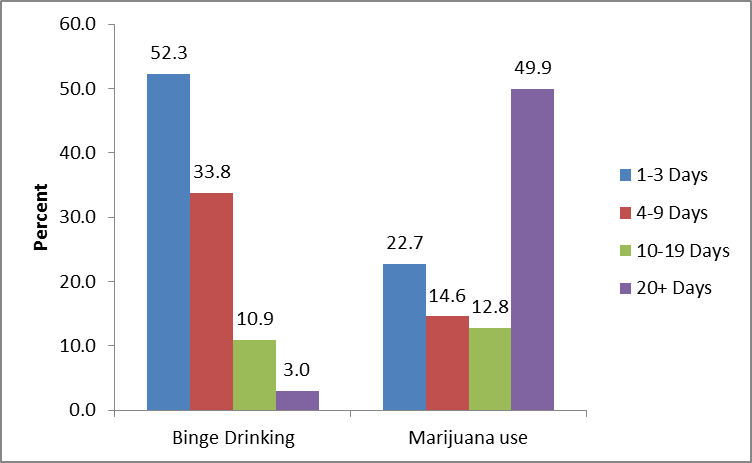 60.0
50.0
40.0
30.0
20.0
10.0
0.0
Percent
52.3
33.8
10.9
3.0
22.7
14.6
12.8
49.9
Binge Drinking
Marijuana use
1-3 Days
4-9 Days
10-19 Days
20+ Days